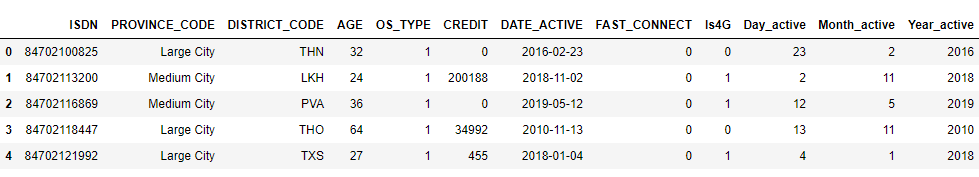 ISDN PROVINCE_CODE DISTRICT_CODE AGE OS_TYPE CREDIT DATE_ACTIVE FAST_CONNECT Is4G Day_active Month_active Year_active
0 84702100825 Large City THN 32 1 0 2016-02-23 0 0 23 2 2016
1 84702113200 Medium City LKH 24 1 200188 2018-11-02 0 1 2 11 2018
2 84702116869 Medium City PVA 36 1 0 2019-05-12 0 1 12 5 2019
3 84702118447 Large City THO 64 1 34992 2010-11-13 0 0 13 11 2010
4 84702121992 Large City TXS 27 1 455 2018-01-04 0 1 4 1 2018